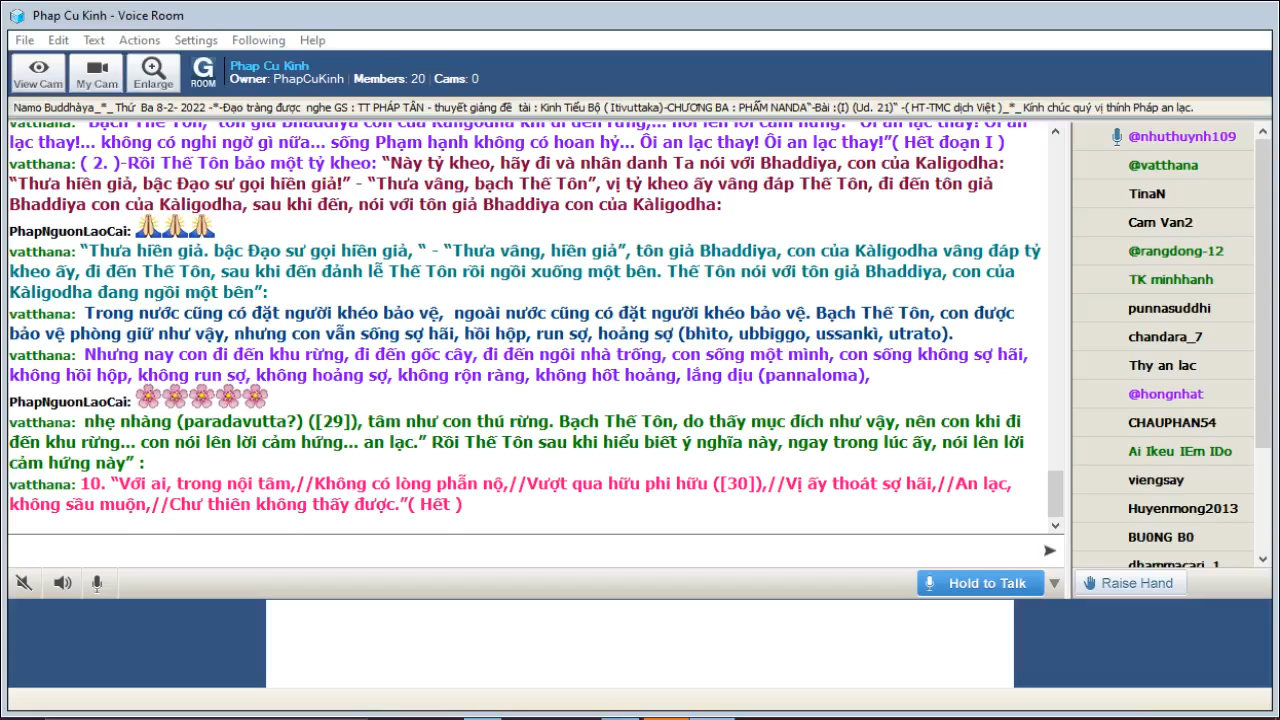 Phap Cu Kinh - Voice Room
File Edit Text Actions Settings Following Help
View Cam
My Cam
Enlarge
G ROOM
Phap Cu Kinh
Owner: PhapCuKinh Members: 20 Cams: 0
Namo Buddhàya_*_Thứ Ba 8-2- 2022 -*-Đạo tràng được nghe GS : TT PHÁP TÂN - thuyết giảng đề tài : Kinh Tiểu Bộ ( Itivuttaka)-CHƯƠNG BA : PHẨM NANDA"-Bài :(I) (Ud. 21)" -( HT-TMC dịch Việt )_*_ Kính chúc quý vị thính Pháp an lạc.
lạc thay!... không có nghi ngờ gì nữa... sống Phạm hạnh không có hoan hỷ... Ôi an lạc thay! Ôi an lạc thay!”( Hết đoạn I )
vatthana: ( 2. )-Rồi Thế Tôn bảo một tỷ kheo: “Này tỷ kheo, hãy đi và nhân danh Ta nói với Bhaddiya, con của Kaligodha:
“Thưa hiền giả, bậc Đạo sư gọi hiền giả!” - “Thưa vâng, bạch Thế Tôn”, vị tỷ kheo ấy vâng đáp Thế Tôn, đi đến tôn giả
Bhaddiya con của Kàligodha, sau khi đến, nói với tôn giả Bhaddiya con của Kàligodha:
PhapNguonLaoCai:
vatthana: “Thưa hiền giả. bậc Đạo sư gọi hiền giả, “ - “Thưa vâng, hiền giả”, tôn giả Bhaddiya, con của Kàligodha vâng đáp tỷ
kheo ấy, đi đến Thế Tôn, sau khi đến đảnh lễ Thế Tôn rồi ngồi xuống một bên. Thế Tôn nói với tôn giả Bhaddiya, con của
Kàligodha đang ngồi một bên”:
vatthana: Trong nước cũng có đặt người khéo bảo vệ, ngoài nước cũng có đặt người khéo bảo vệ. Bạch Thế Tôn, con được
bảo vệ phòng giữ như vậy, nhưng con vẫn sống sợ hãi, hồi hộp, run sợ, hoảng sợ (bhìto, ubbiggo, ussankì, utrato).
vatthana: Nhưng nay con đi đến khu rừng, đi đến gốc cây, đi đến ngôi nhà trống, con sống một mình, con sống không sợ hãi,
không hồi hộp, không run sợ, không hoảng sợ, không rộn ràng, không hốt hoảng, lắng dịu (pannaloma),
PhapNguonLaoCai:
vatthana: nhẹ nhàng (paradavutta?) ([29]), tâm như con thú rừng. Bạch Thế Tôn, do thấy mục đích như vậy, nên con khi đi
đến khu rừng... con nói lên lời cảm hứng... an lạc.” Rồi Thế Tôn sau khi hiểu biết ý nghĩa này, ngay trong lúc ấy, nói lên lời
cảm hứng này” :
vatthana: 10. “Với ai, trong nội tâm,//Không có lòng phẫn nộ,//Vượt qua hữu phi hữu ([30]),//Vị ấy thoát sợ hãi,//An lạc,
không sầu muộn,//Chư thiên không thấy được.”( Hết )
@nhuthuynh109
@vatthana
TinaN
Cam Van2
@rangdong-12
TK minhhanh
punnasuddhi
chandara_7
Thy an lac
@hongnhat
CHAUPHAN54
Ai Ikeu IEm IDo
viengsay
Huyenmong2013
BU0NG B0
dhammacari_1
Hold to Talk
Raise Hand